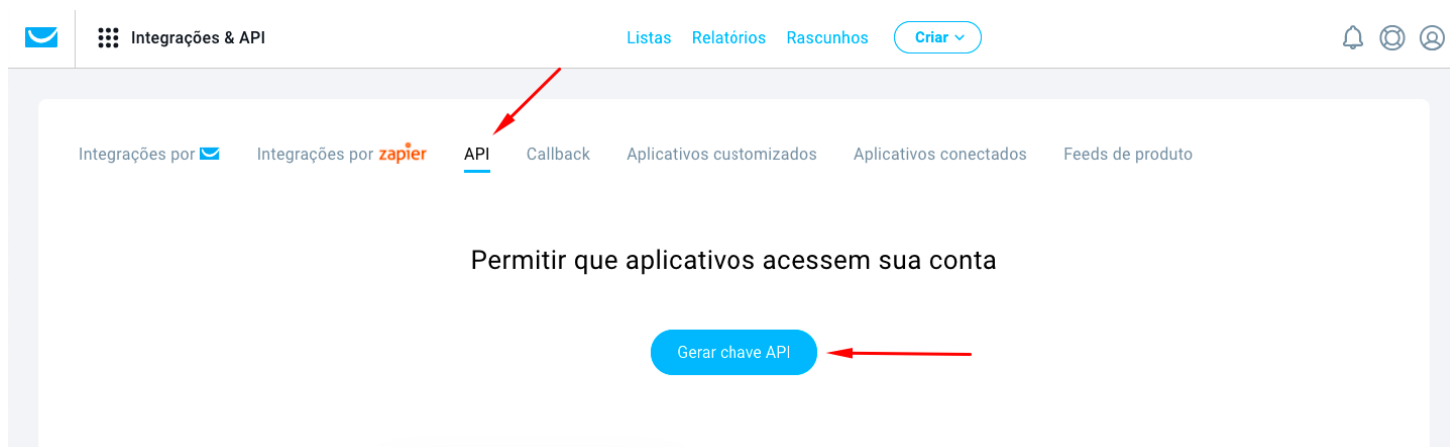 Integrações & API
Listas Relatórios Rascunhos Criar
Integrações por Integrações por zapier API Callback Aplicativos customizados Aplicativos conectados Feeds de produto
Permitir que aplicativos acessem sua conta
Gerar chave API